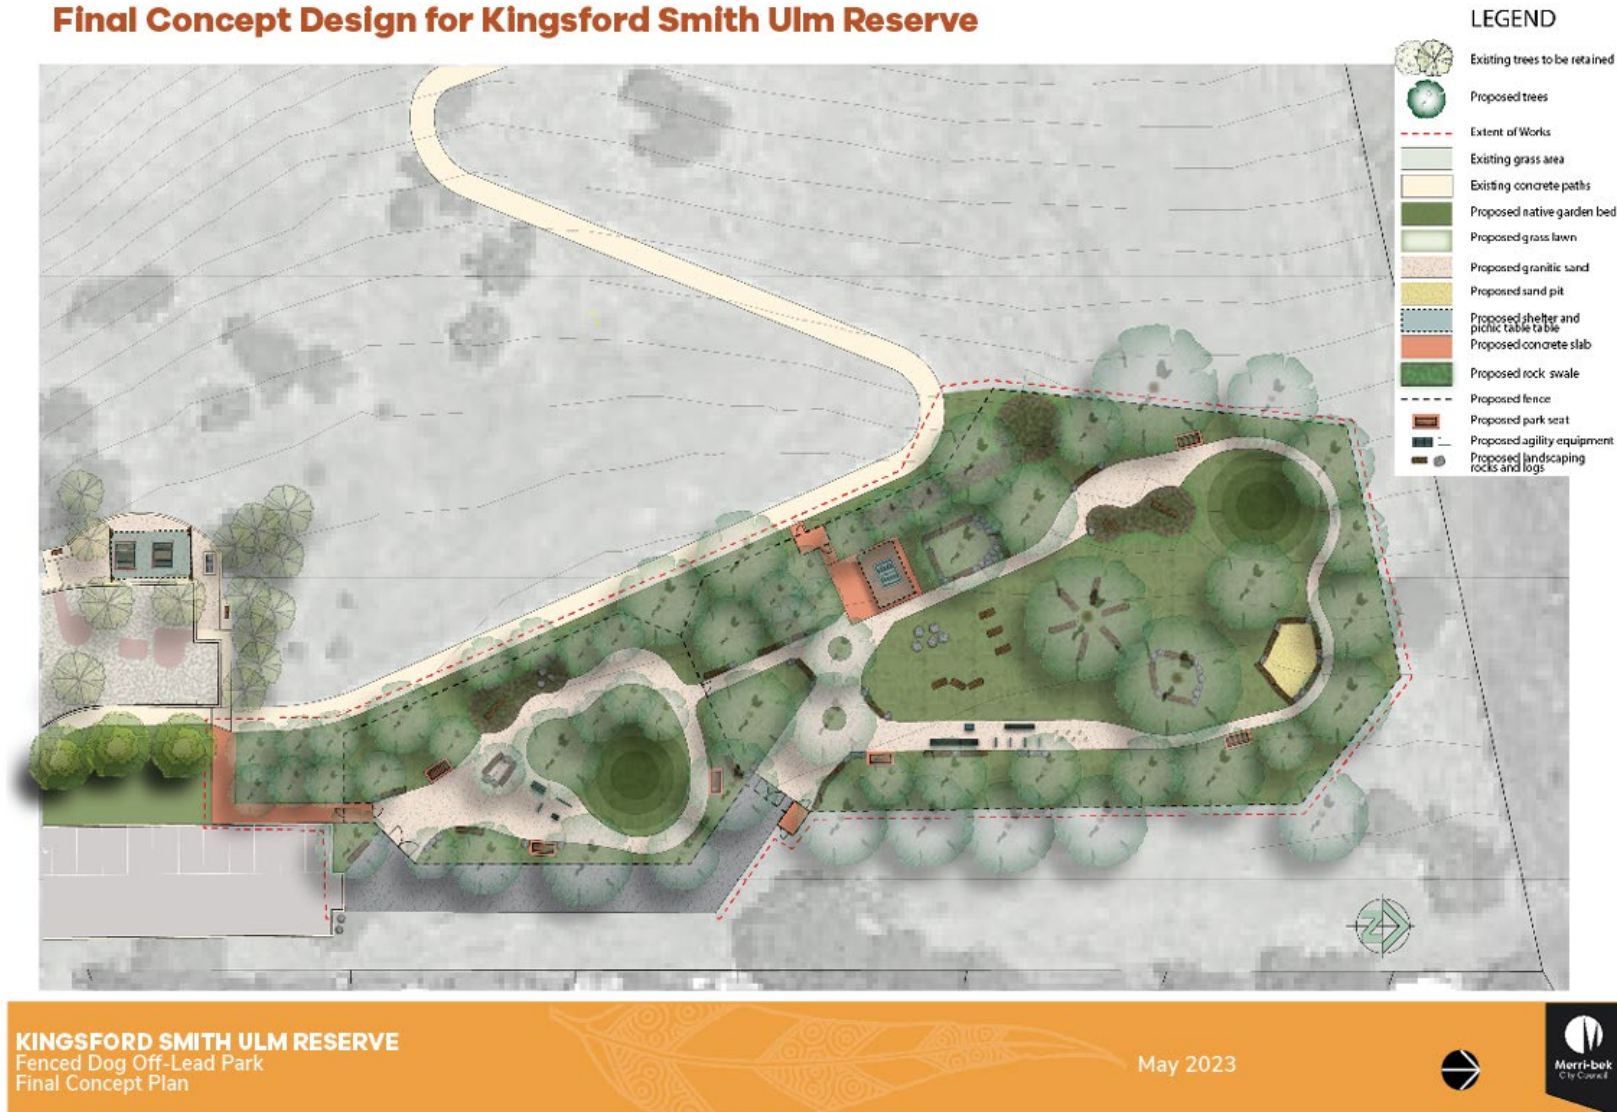 Final Concept Design for Kingsford Smith Ulm Reserve
LEGEND
Existing trees to be retained
Proposed trees
Extent of Works
Existing grass area
Existing concrete paths
Proposed native garden bed
Proposed grass lawn
Proposed granitic sand
Proposed sand pit
Proposed shelter and
picnic table table
Proposed concrete slab
Proposed rock swale
Proposed fence
Proposed park seat
Proposed agility equipment
Proposed landscaping
rocks and logs
Z
KINGSFORD SMITH ULM RESERVE
Fenced Dog Off-Lead Park
Final Concept Plan
May 2023
Merri-bek
City Council